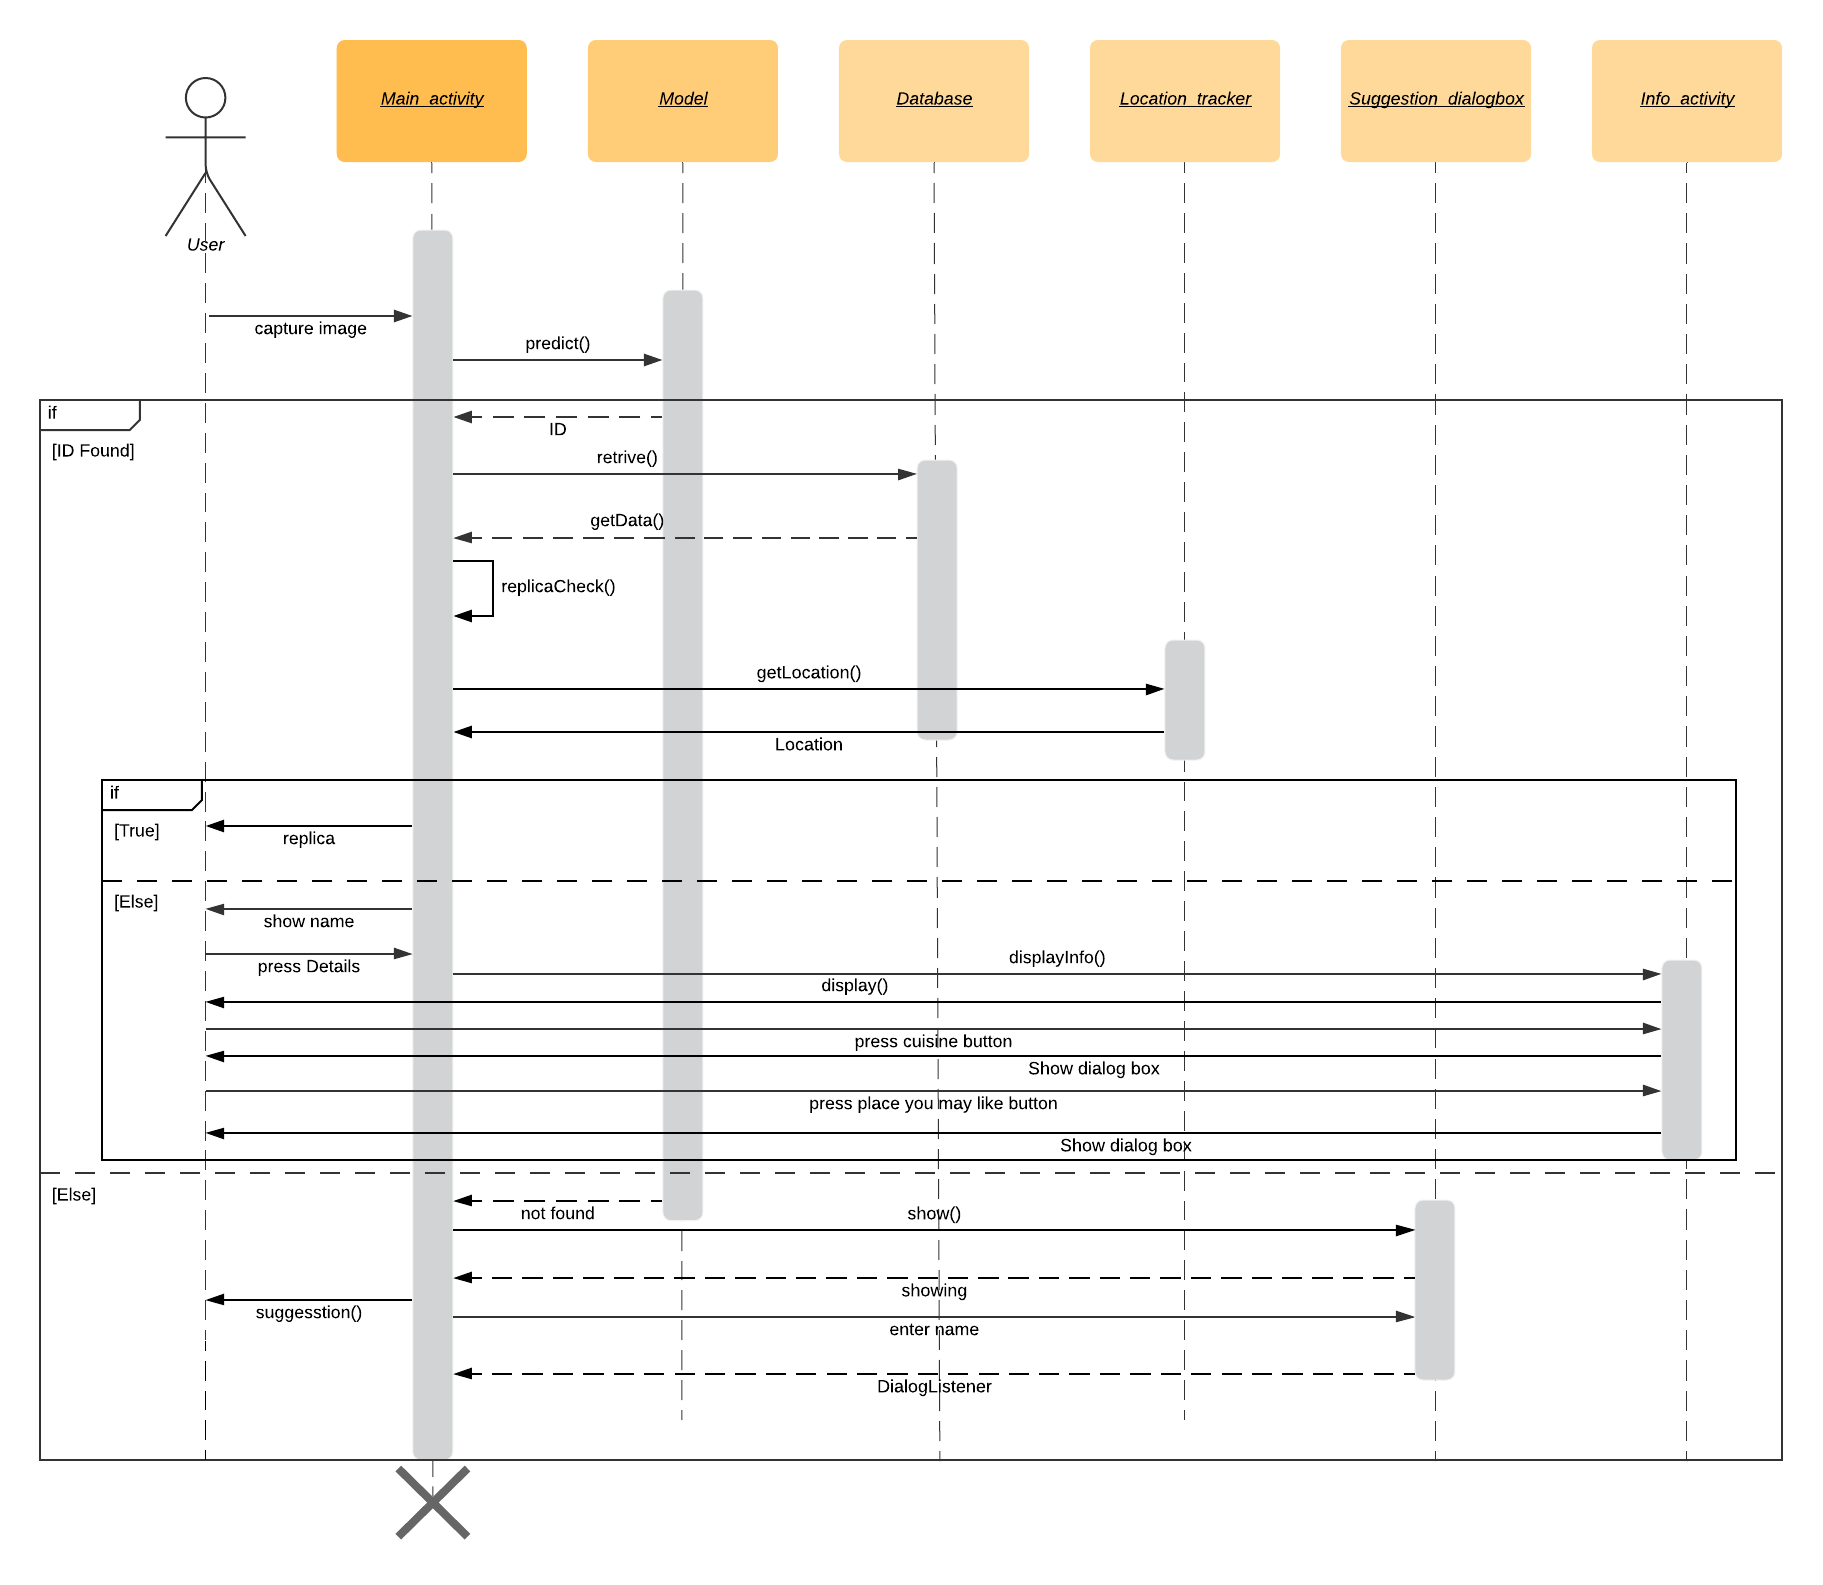 Main_activity
Model
Database
Location_tracker
Suggestion_dialogbox
Info_activity
User
capture image
predict()
if
ID
[ID Found]
retrive()
getData()
replicaCheck()
getLocation()
Location
if
[True]
replica
[Else]
show name
press Details
displayInfo()
display()
press cuisine button
Show dialog box
press place you may like button
Show dialog box
[Else]
not found
show()
showing
suggesstion()
enter name
DialogListener